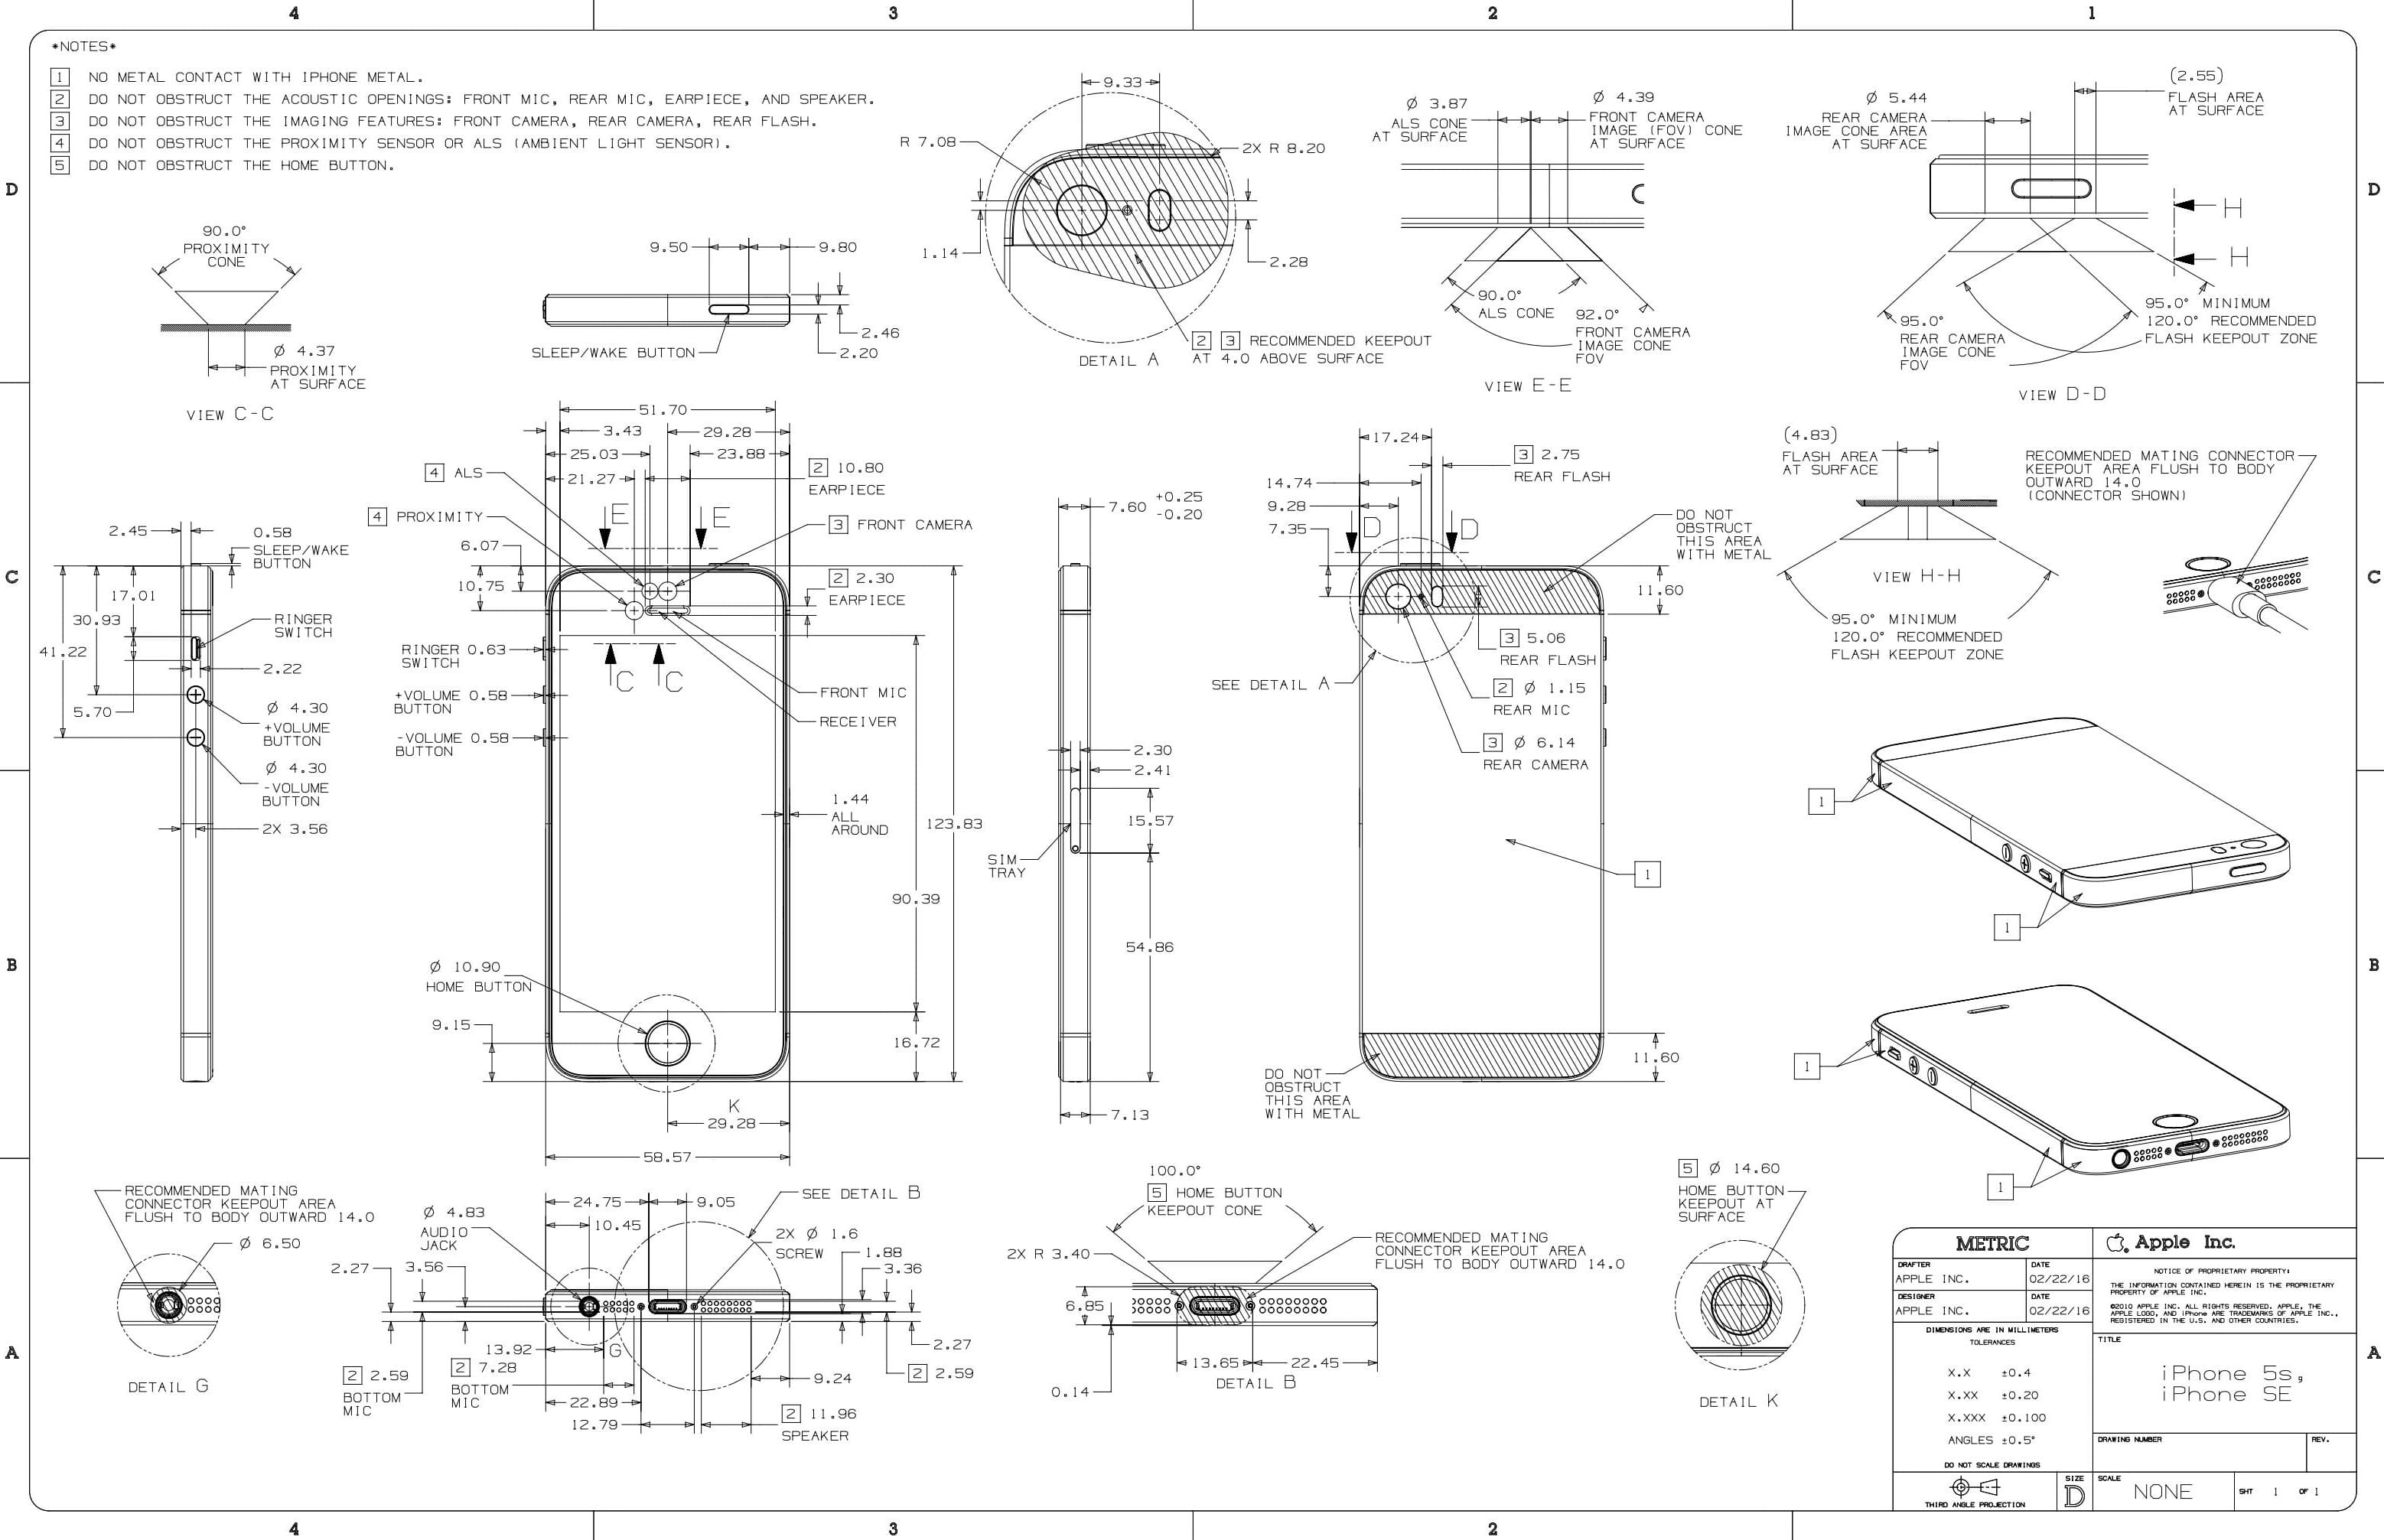 4
3
2
1
D
C
B
A
D
C
B
A
4
3
2
1
*NOTES*
1 NO METAL CONTACT WITH IPHONE METAL.
2 DO NOT OBSTRUCT THE ACOUSTIC OPENINGS: FRONT MIC, REAR MIC, EARPIECE, AND SPEAKER.
3 DO NOT OBSTRUCT THE IMAGING FEATURES: FRONT CAMERA, REAR CAMERA, REAR FLASH.
4 DO NOT OBSTRUCT THE PROXIMITY SENSOR OR ALS (AMBIENT LIGHT SENSOR).
5 DO NOT OBSTRUCT THE HOME BUTTON.
90.0°
PROXIMITY
CONE
Ø 4.37
PROXIMITY
AT SURFACE
VIEW C-C
9.50
9.80
2.46
2.20
SLEEP/WAKE BUTTON
9.33
R 7.08
2X R 8.20
1.14
2.28
DETAIL A
2 3 RECOMMENDED KEEPOUT
AT 4.0 ABOVE SURFACE
Ø 3.87
ALS CONE
AT SURFACE
Ø 4.39
FRONT CAMERA
IMAGE (FOV) CONE
AT SURFACE
90.0°
ALS CONE
92.0°
FRONT CAMERA
IMAGE CONE
FOV
VIEW E-E
Ø 5.44
REAR CAMERA
IMAGE CONE AREA
AT SURFACE
(2.55)
FLASH AREA
AT SURFACE
H
H
95.0°
REAR CAMERA
IMAGE CONE
FOV
95.0° MINIMUM
120.0° RECOMMENDED
FLASH KEEPOUT ZONE
VIEW D-D
2.45
0.58
SLEEP/WAKE
BUTTON
17.01
30.93
41.22
RINGER
SWITCH
2.22
5.70
Ø 4.30
+VOLUME
BUTTON
Ø 4.30
-VOLUME
BUTTON
2X 3.56
51.70
3.43
29.28
25.03
23.88
21.27
4 ALS
4 PROXIMITY
2 10.80
EARPIECE
E
E
3 FRONT CAMERA
6.07
10.75
2 2.30
EARPIECE
RINGER 0.63
SWITCH
C
C
+VOLUME 0.58
BUTTON
-VOLUME 0.58
BUTTON
FRONT MIC
RECEIVER
1.44
ALL
AROUND
123.83
90.39
Ø 10.90
HOME BUTTON
9.15
16.72
K
29.28
58.57
7.60 +0.25
-0.20
2.30
2.41
15.57
SIM
TRAY
54.86
7.13
17.24
3 2.75
REAR FLASH
14.74
9.28
7.35
D
D
DO NOT
OBSTRUCT
THIS AREA
WITH METAL
11.60
3 5.06
REAR FLASH
SEE DETAIL A
2 Ø 1.15
REAR MIC
3 Ø 6.14
REAR CAMERA
1
11.60
DO NOT
OBSTRUCT
THIS AREA
WITH METAL
(4.83)
FLASH AREA
AT SURFACE
VIEW H-H
95.0° MINIMUM
120.0° RECOMMENDED
FLASH KEEPOUT ZONE
RECOMMENDED MATING CONNECTOR
KEEPOUT AREA FLUSH TO BODY
OUTWARD 14.0
(CONNECTOR SHOWN)
1
1
1
1
RECOMMENDED MATING
CONNECTOR KEEPOUT AREA
FLUSH TO BODY OUTWARD 14.0
Ø 6.50
DETAIL G
24.75
9.05
10.45
SEE DETAIL B
Ø 4.83
AUDIO
JACK
2X Ø 1.6
SCREW
1.88
3.36
2.27
3.56
13.92
G
2.27
2 2.59
BOTTOM
MIC
2 7.28
BOTTOM
MIC
9.24
2 2.59
22.89
12.79
2 11.96
SPEAKER
100.0°
5 HOME BUTTON
KEEPOUT CONE
2X R 3.40
RECOMMENDED MATING
CONNECTOR KEEPOUT AREA
FLUSH TO BODY OUTWARD 14.0
6.85
13.65
22.45
0.14
DETAIL B
5 Ø 14.60
HOME BUTTON
KEEPOUT AT
SURFACE
DETAIL K
METRIC
Apple Inc.
DRAFTER
APPLE INC.
DATE
02/22/16
DESIGNER
APPLE INC.
DATE
02/22/16
NOTICE OF PROPRIETARY PROPERTY:
THE INFORMATION CONTAINED HEREIN IS THE PROPRIETARY
PROPERTY OF APPLE INC.
©2010 APPLE INC. ALL RIGHTS RESERVED. APPLE, THE
APPLE LOGO, AND iPhone ARE TRADEMARKS OF APPLE INC.,
REGISTERED IN THE U.S. AND OTHER COUNTRIES.
DIMENSIONS ARE IN MILLIMETERS
TOLERANCES
X.X ±0.4
X.XX ±0.20
X.XXX ±0.100
ANGLES ±0.5°
DO NOT SCALE DRAWINGS
THIRD ANGLE PROJECTION
TITLE
iPhone 5s,
iPhone SE
DRAWING NUMBER
REV.
SIZE
D
SCALE
NONE
SHT 1 OF 1